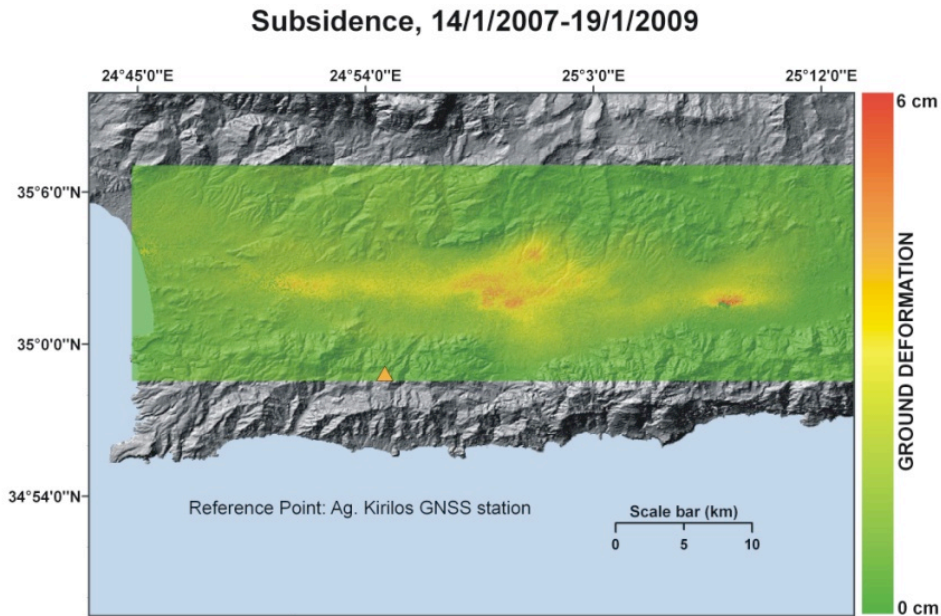 Subsidence, 14/1/2007-19/1/2009
24°45'0"E 24°54'0"E 25°3'0"E 25°12'0"E
6 cm
35°6'0"N
35°0'0"N
34°54'0"N
GROUND DEFORMATION
Reference Point: Ag. Kirilos GNSS station
Scale bar (km)
0 5 10
0 cm